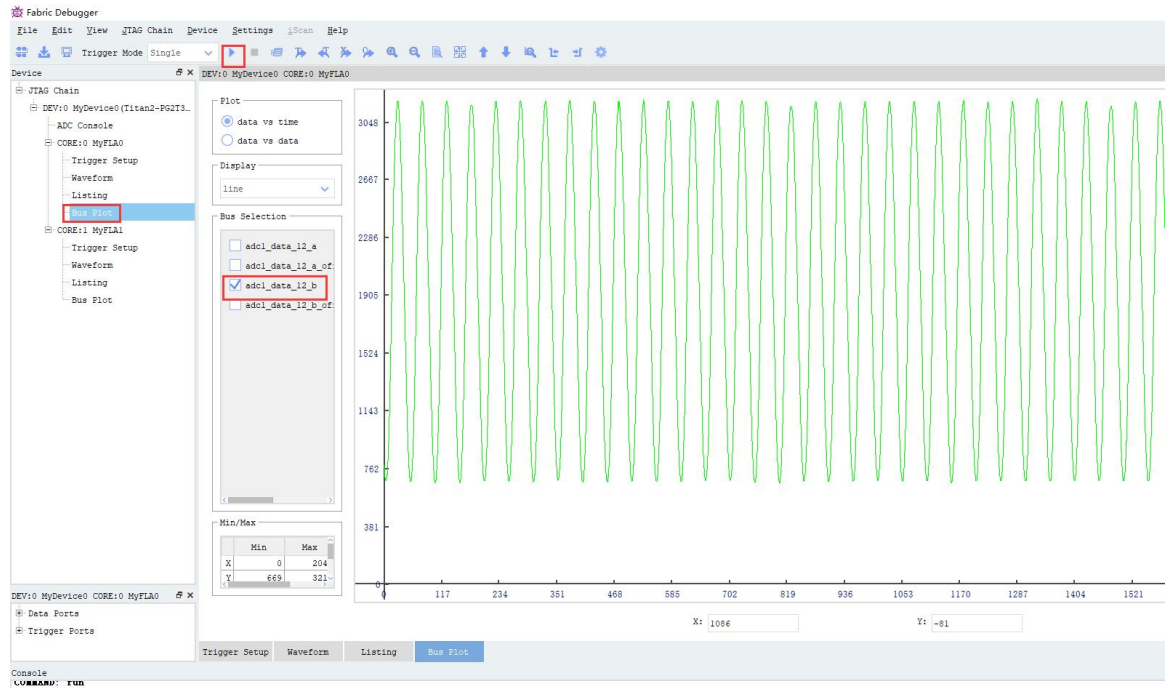 Fabric Debugger
File Edit View JTAG Chain Device Settings iScan Help
Trigger Mode Single
Device
DEV:0 MyDevice0 CORE:0 MyFLA0
JTAG Chain
DEV:0 MyDevice0(Titan2-PG2T3...
ADC Console
CORE:0 MyFLA0
Trigger Setup
Waveform
Listing
Bus Plot
CORE:1 MyFLA1
Trigger Setup
Waveform
Listing
Bus Plot
Plot
data vs time
data vs data
Display
line
Bus Selection
adc1_data_12_a
adc1_data_12_a_of
adc1_data_12_b
adc1_data_12_b_of
Min/Max
Min Max
X 0 204
Y 669 321
3048
2667
2286
1905
1524
1143
762
381
0
0 117 234 351 468 585 702 819 936 1053 1170 1287 1404 1521
X: 1086 Y: -81
DEV:0 MyDevice0 CORE:0 MyFLA0
Data Ports
Trigger Ports
Trigger Setup Waveform Listing Bus Plot
Console
COMMAND: run